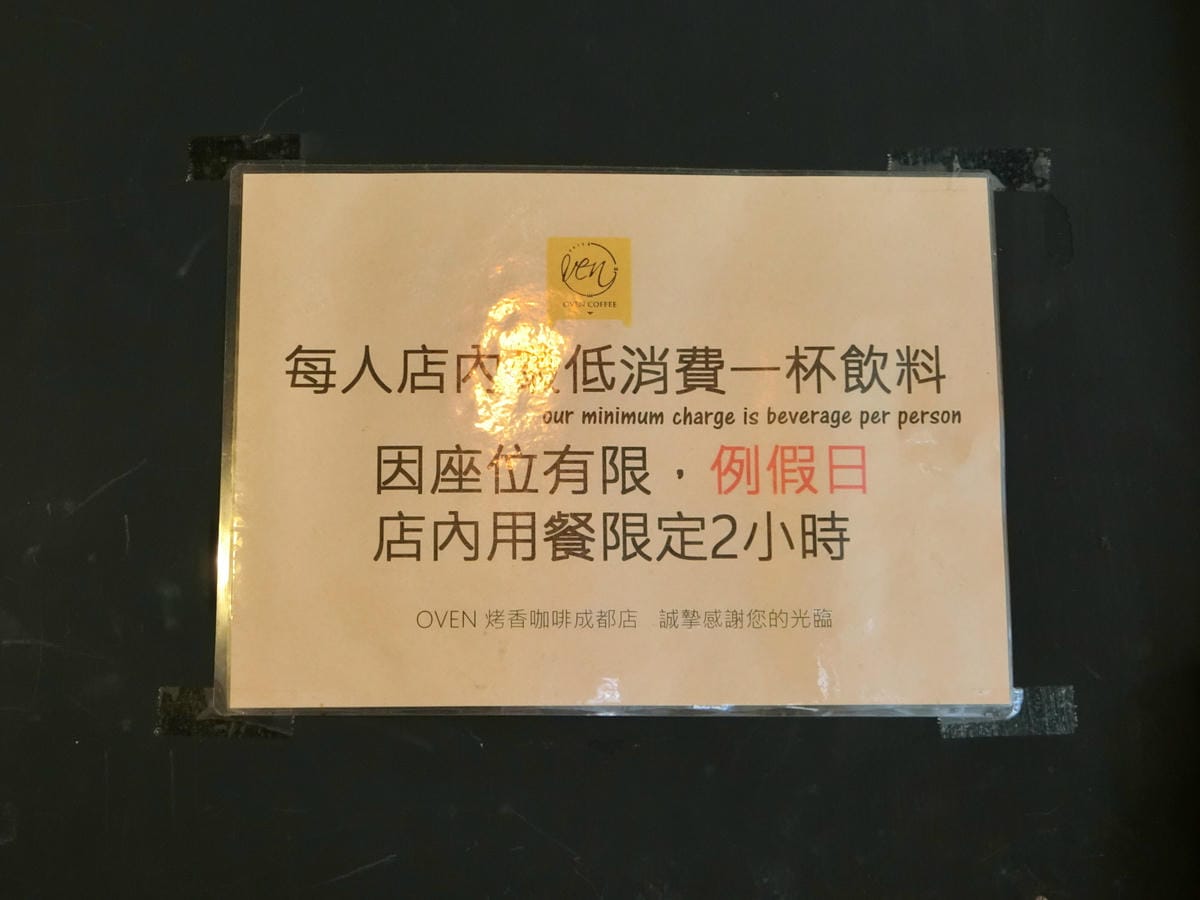 ven
OVEN COFFEE
每人店內最低消費一杯飲料
our minimum charge is beverage per person
因座位有限，例假日
店內用餐限定2小時
OVEN 烤香咖啡成都店 誠摯感謝您的光臨